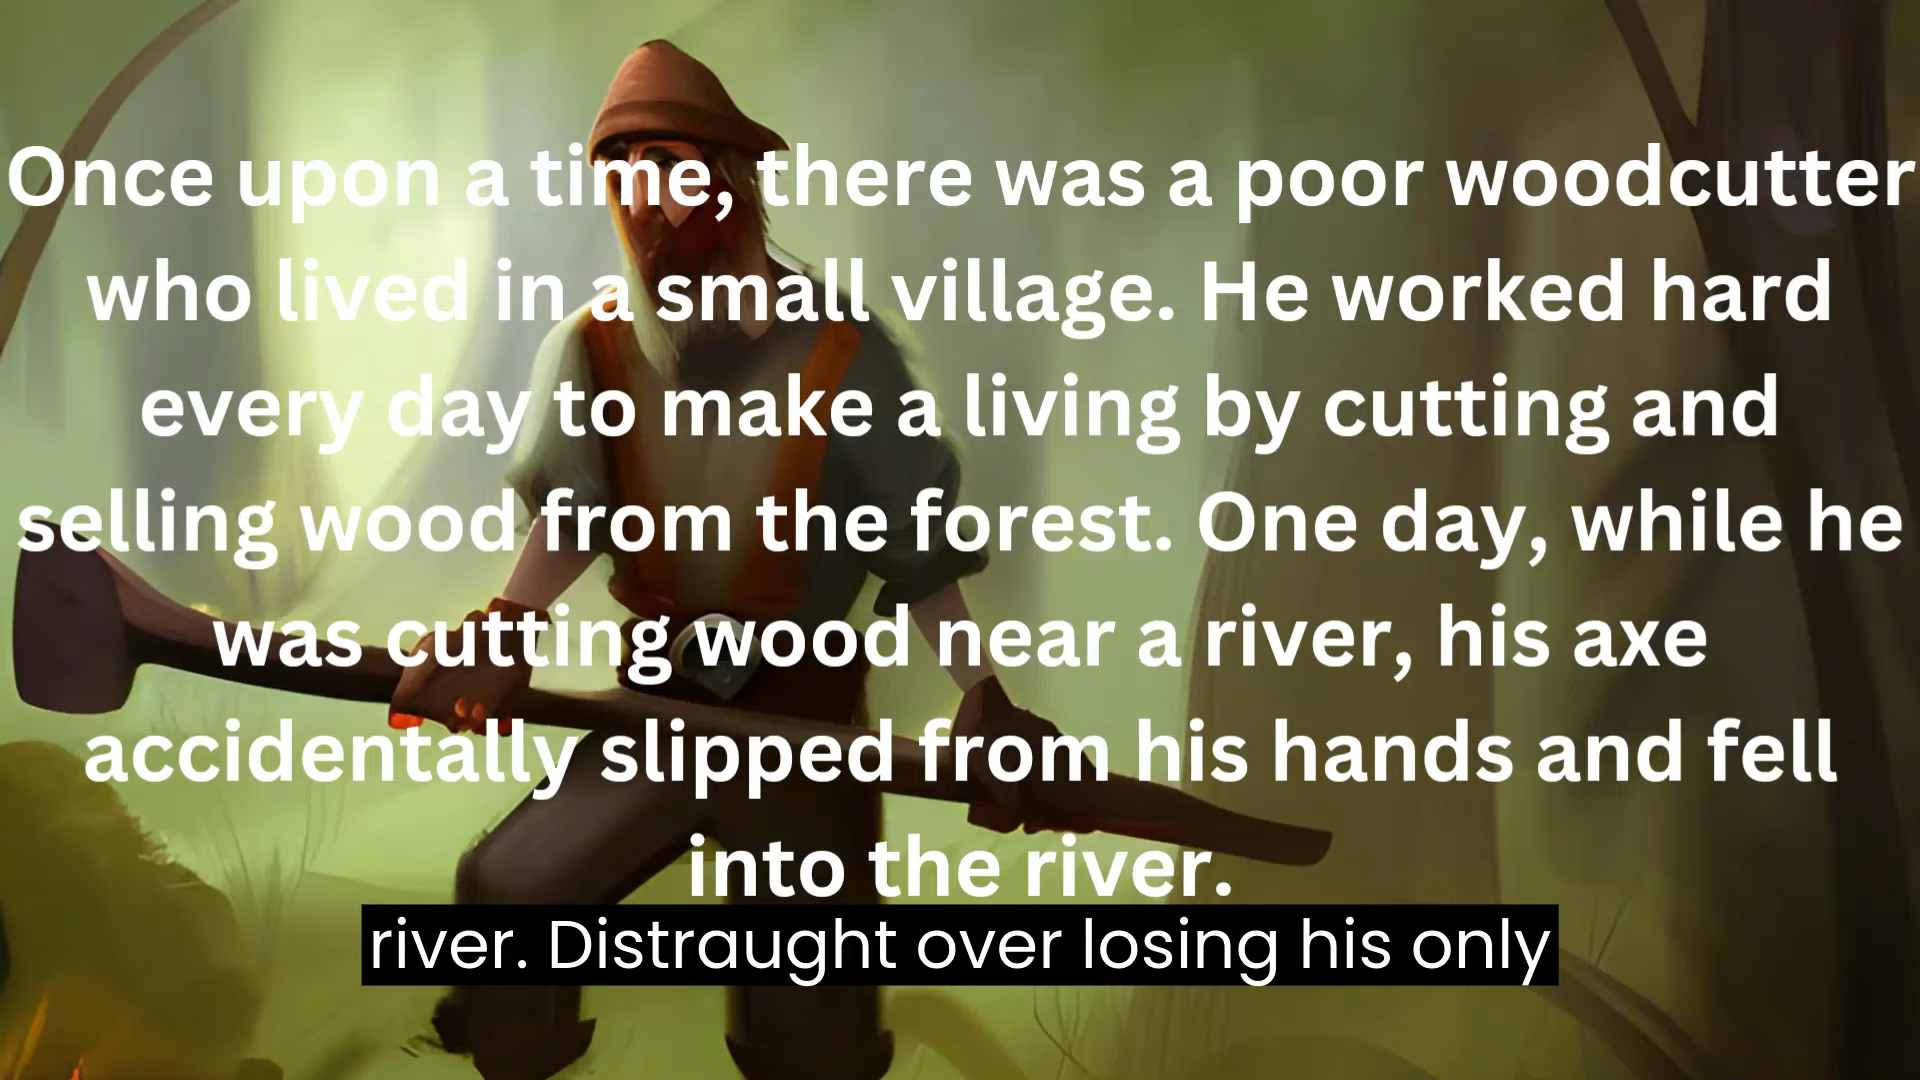 Once upon a time, there was a poor woodcutter
who lived in a small village. He worked hard
every day to make a living by cutting and
selling wood from the forest. One day, while he
was cutting wood near a river, his axe
accidentally slipped from his hands and fell
into the river.
river. Distraught over losing his only